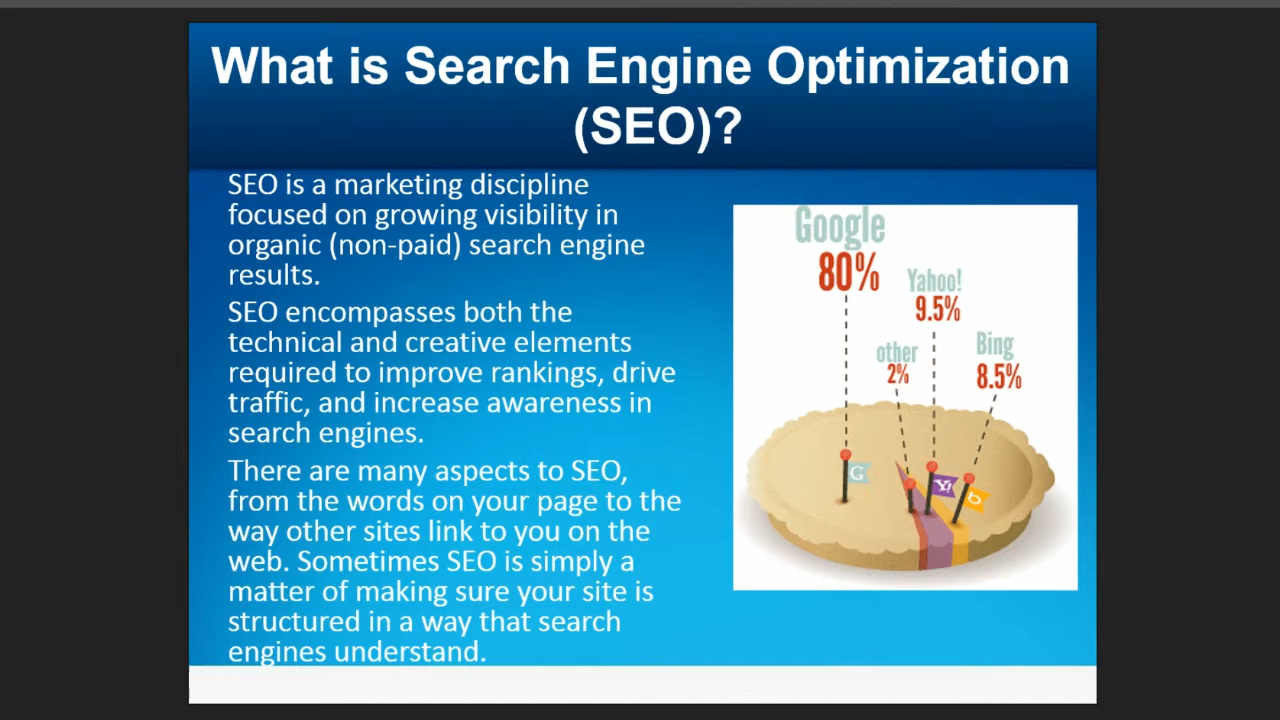 What is Search Engine Optimization
(SEO)?
SEO is a marketing discipline
focused on growing visibility in
organic (non-paid) search engine
results.
SEO encompasses both the
technical and creative elements
required to improve rankings, drive
traffic, and increase awareness in
search engines.
There are many aspects to SEO,
from the words on your page to the
way other sites link to you on the
web. Sometimes SEO is simply a
matter of making sure your site is
structured in a way that search
engines understand.
Google
80%
Yahoo!
9.5%
other
2%
Bing
8.5%
G
Y!
b